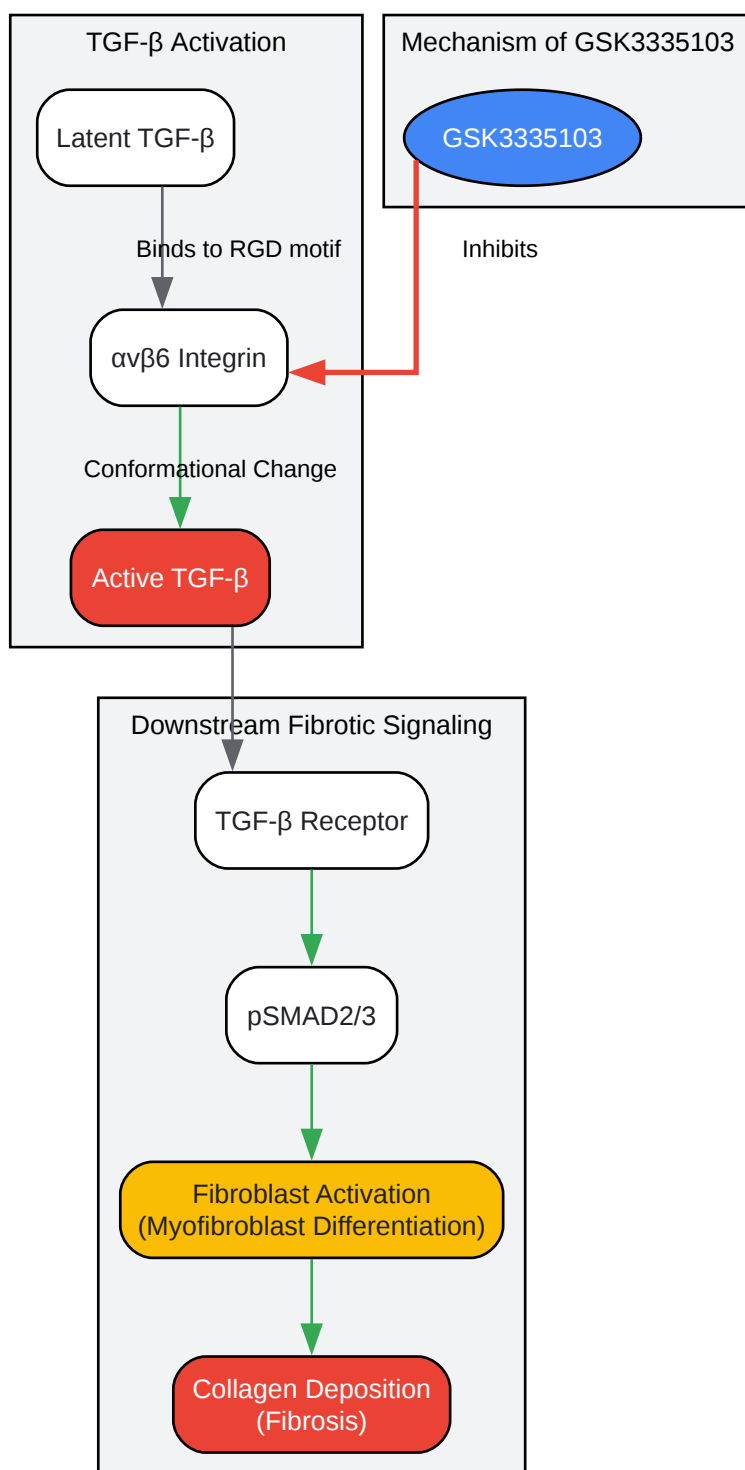 TGF-β Activation
Mechanism of GSK3335103
Latent TGF-β
GSK3335103
Binds to RGD motif
Inhibits
αvβ6 Integrin
Conformational Change
Active TGF-β
Downstream Fibrotic Signaling
TGF-β Receptor
pSMAD2/3
Fibroblast Activation
(Myofibroblast Differentiation)
Collagen Deposition
(Fibrosis)